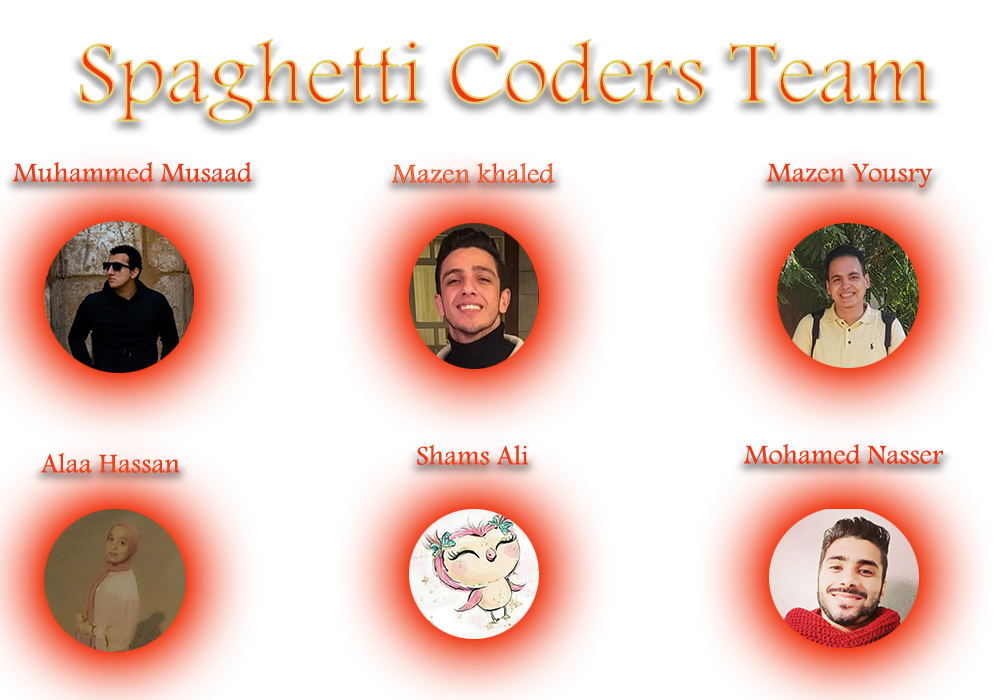 Spaghetti Coders Team
Muhammed Musaad
Mazen khaled
Mazen Yousry
Alaa Hassan
Shams Ali
Mohamed Nasser